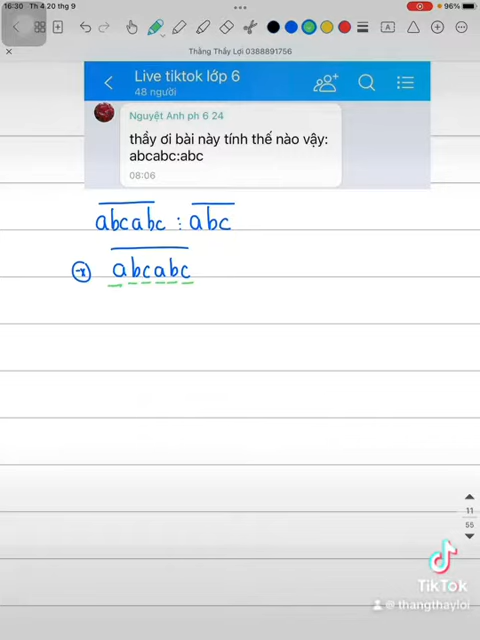 16:30 Th 4 20 thg 9
96%
Thằng Thầy Lợi 0388891756
Live tiktok lớp 6
48 người
Nguyệt Anh ph 6 24
thầy ơi bài này tính thế nào vậy:
abcabc:abc
08:06
abcabc : abc
abcabc
11
55
TikTok
@thangthayloi